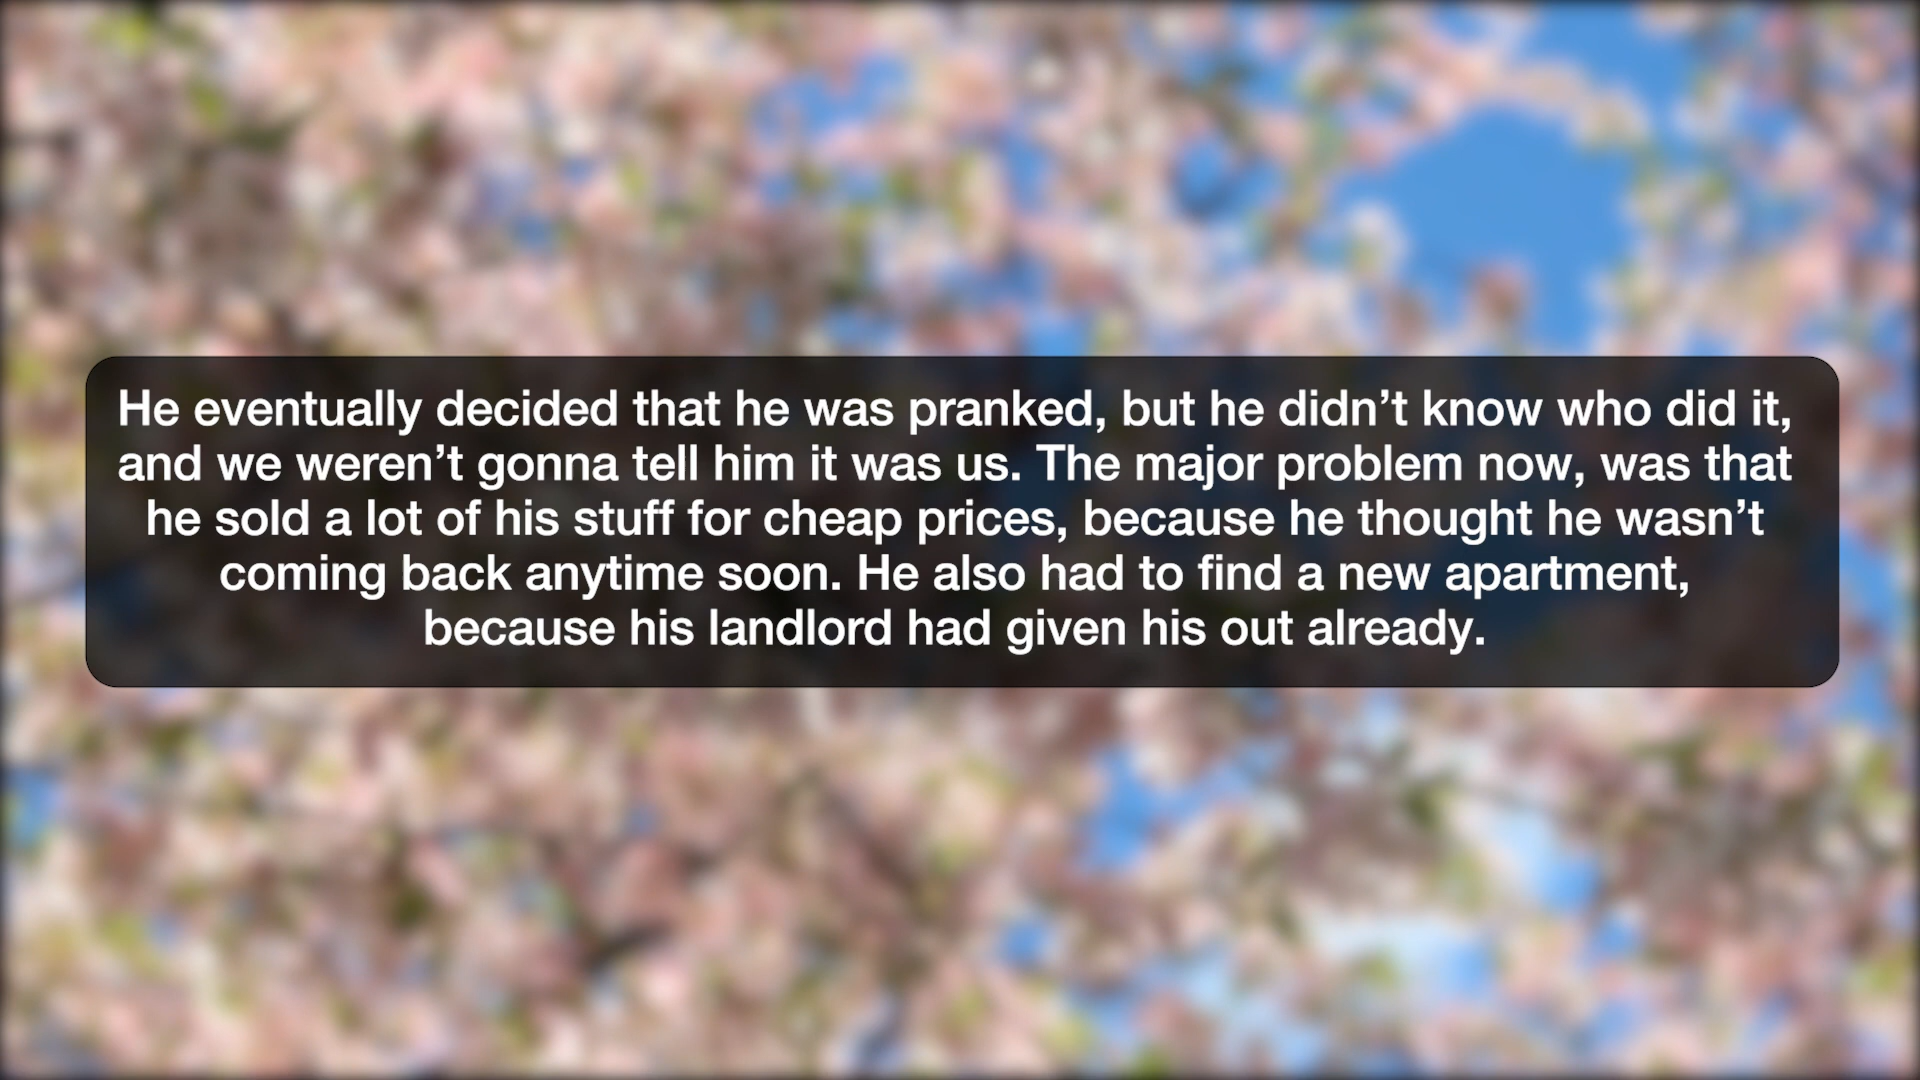 He eventually decided that he was pranked, but he didn’t know who did it,
and we weren’t gonna tell him it was us. The major problem now, was that
he sold a lot of his stuff for cheap prices, because he thought he wasn’t
coming back anytime soon. He also had to find a new apartment,
because his landlord had given his out already.